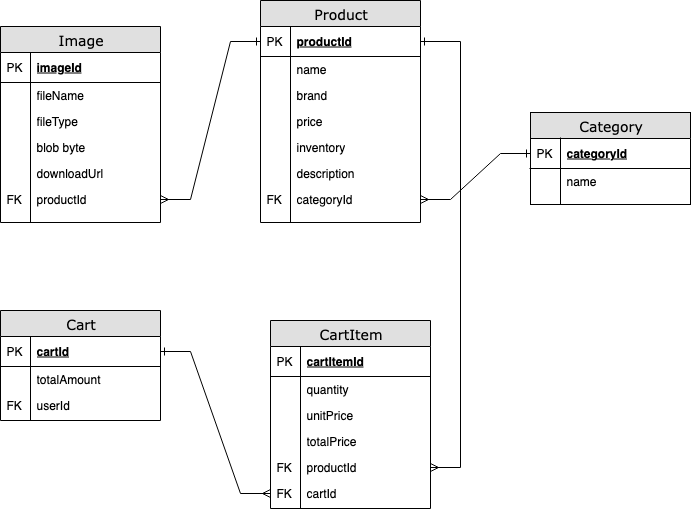 Image
PK imageId
fileName
fileType
blob byte
downloadUrl
FK productId
Product
PK productId
name
brand
price
inventory
description
FK categoryId
Category
PK categoryId
name
Cart
PK cartId
totalAmount
FK userId
CartItem
PK cartItemId
quantity
unitPrice
totalPrice
FK productId
FK cartId